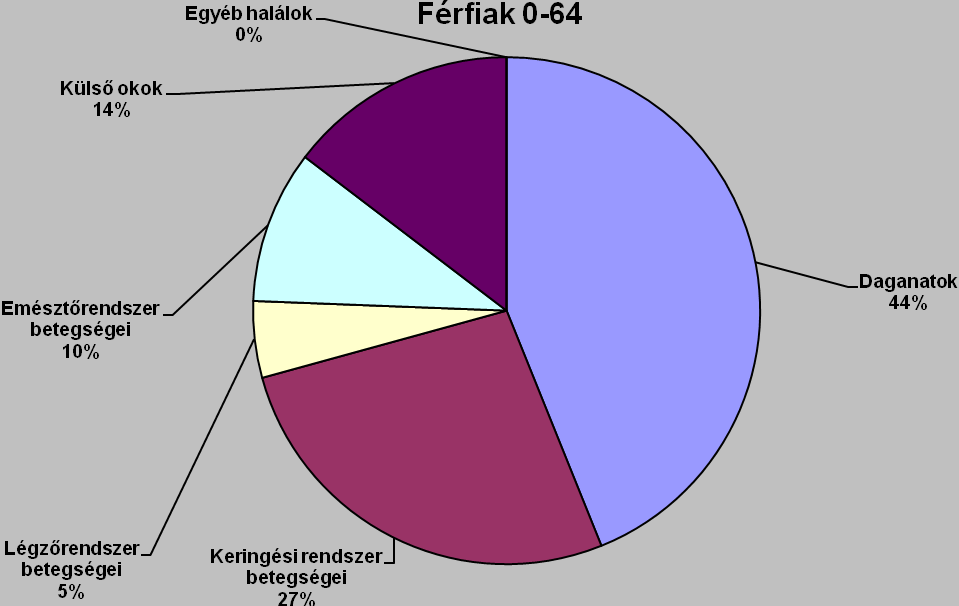 Férfiak 0-64
Egyéb halálok
0%
Külső okok
14%
Daganatok
44%
Emésztőrendszer
betegségei
10%
Légzőrendszer
betegségei
5%
Keringési rendszer
betegségei
27%